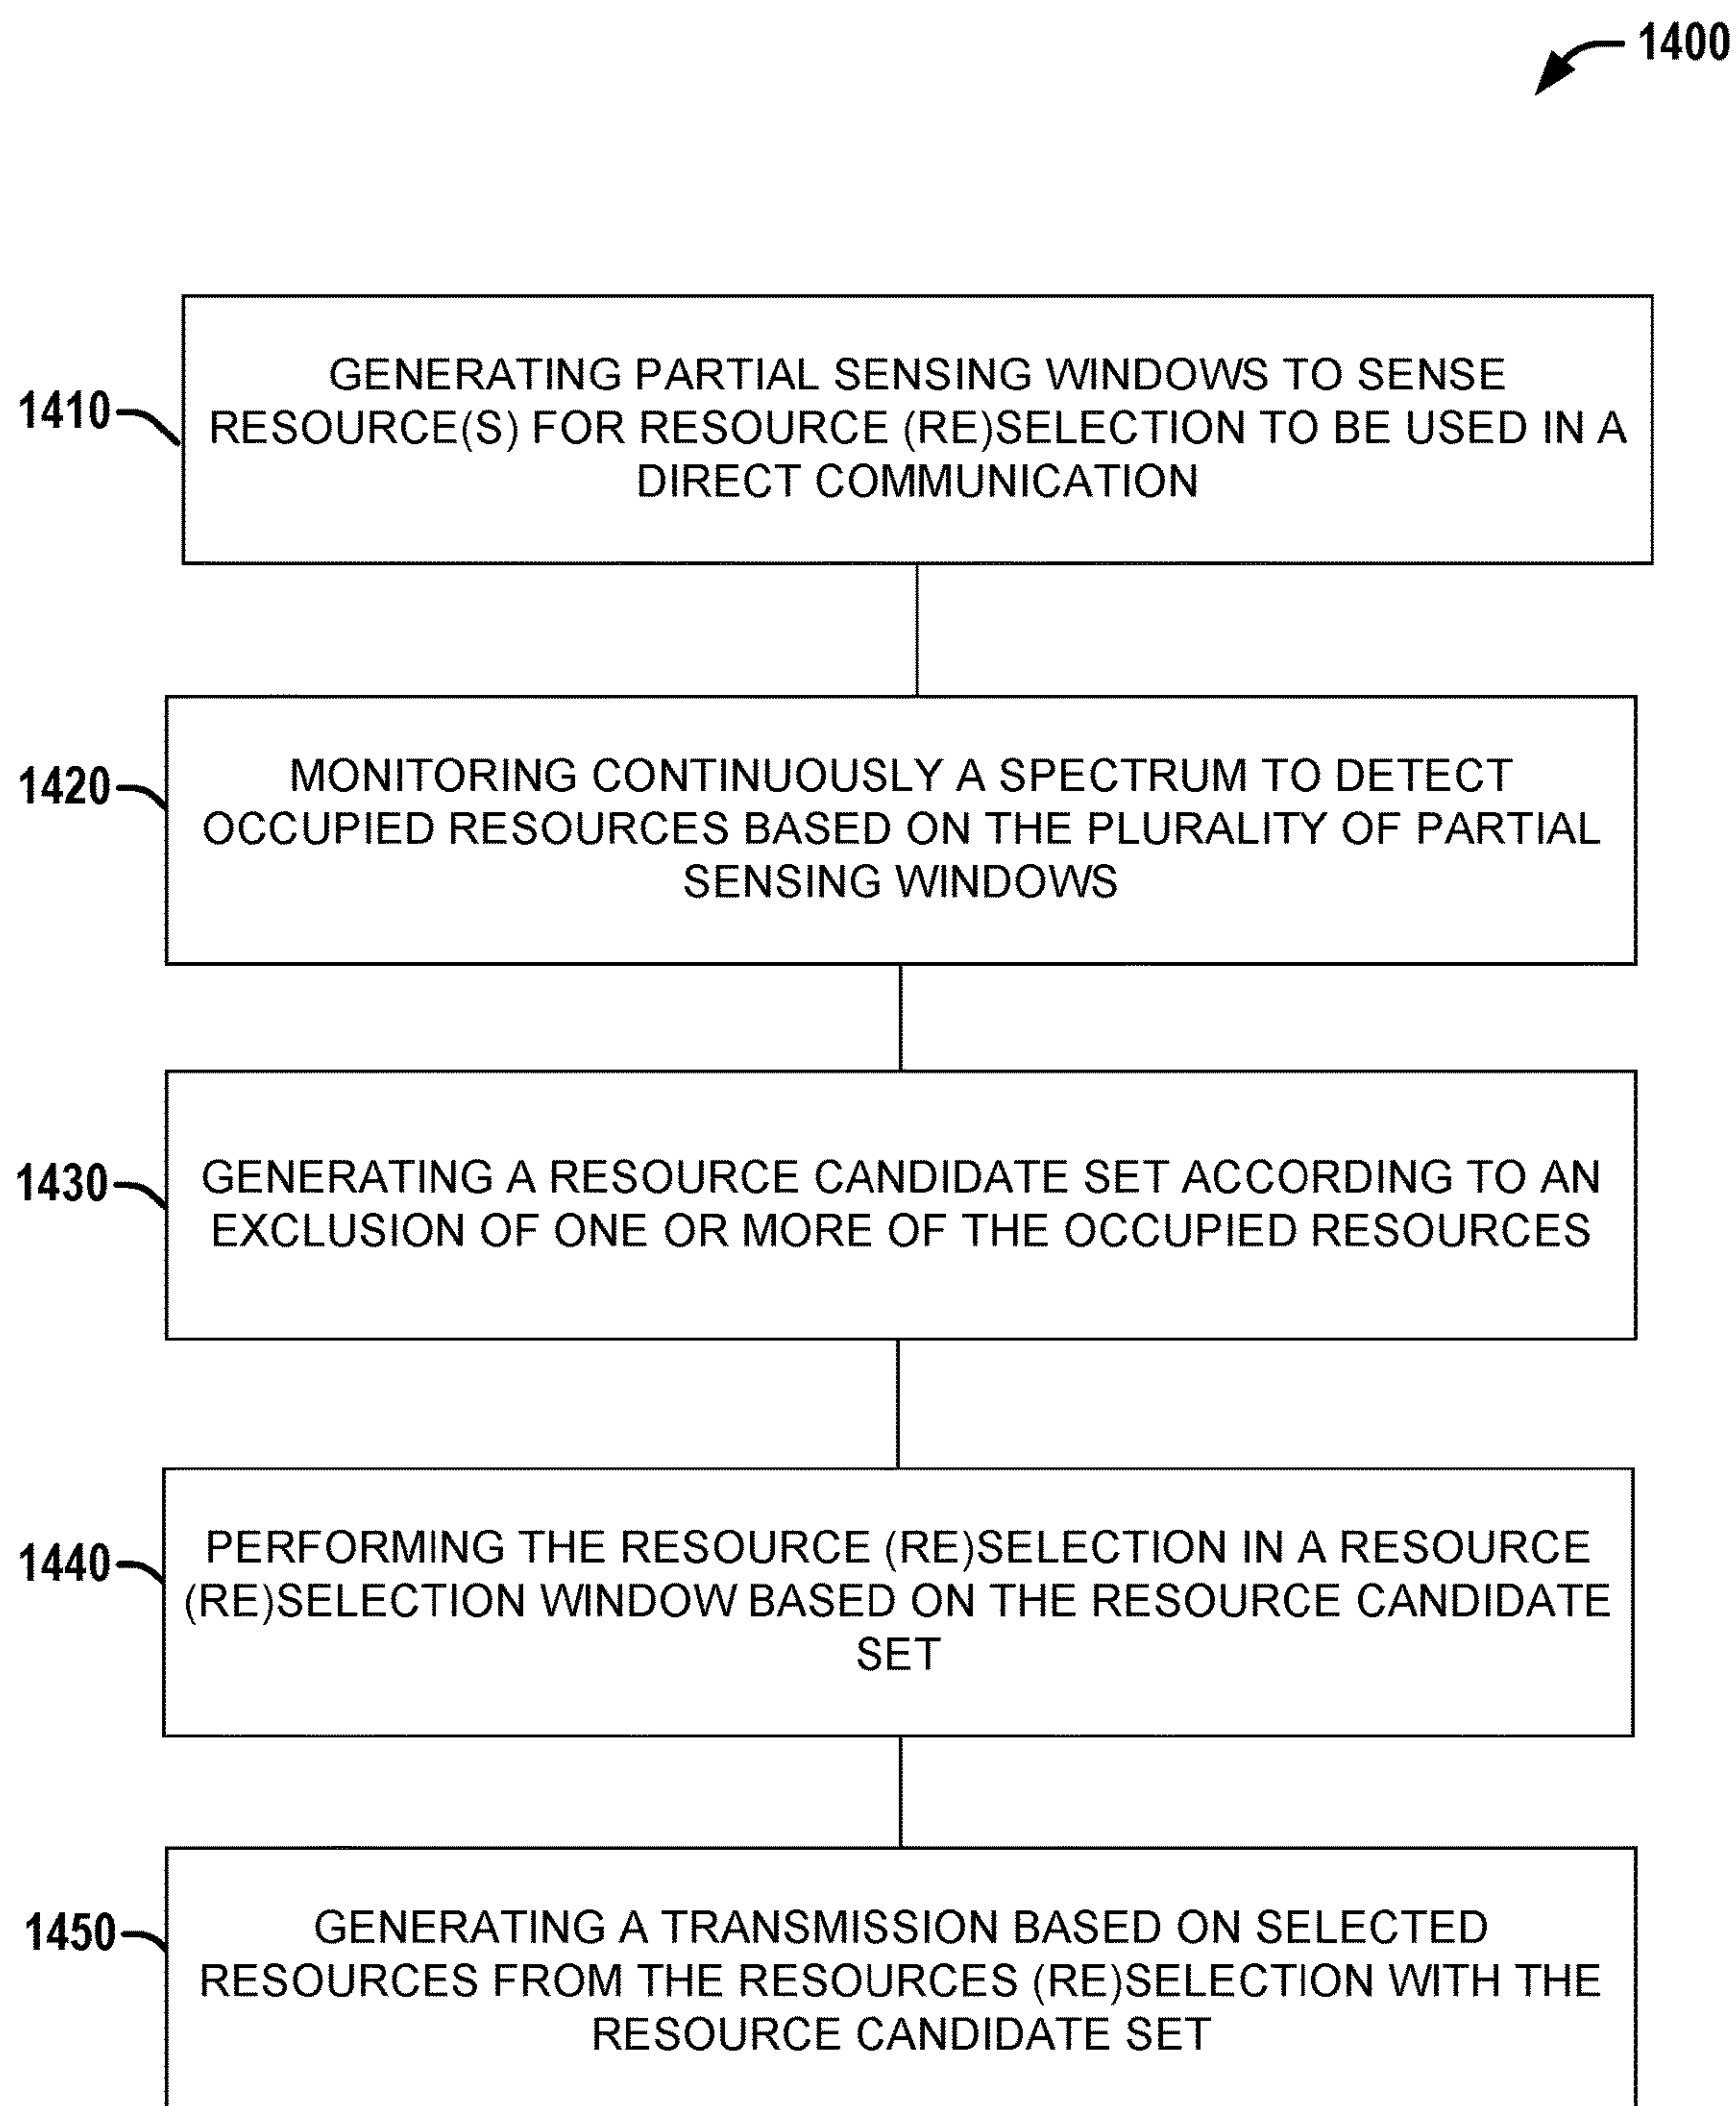 1400
1410
GENERATING PARTIAL SENSING WINDOWS TO SENSE
RESOURCE(S) FOR RESOURCE (RE)SELECTION TO BE USED IN A
DIRECT COMMUNICATION
1420
MONITORING CONTINUOUSLY A SPECTRUM TO DETECT
OCCUPIED RESOURCES BASED ON THE PLURALITY OF PARTIAL
SENSING WINDOWS
1430
GENERATING A RESOURCE CANDIDATE SET ACCORDING TO AN
EXCLUSION OF ONE OR MORE OF THE OCCUPIED RESOURCES
1440
PERFORMING THE RESOURCE (RE)SELECTION IN A RESOURCE
(RE)SELECTION WINDOW BASED ON THE RESOURCE CANDIDATE
SET
1450
GENERATING A TRANSMISSION BASED ON SELECTED
RESOURCES FROM THE RESOURCES (RE)SELECTION WITH THE
RESOURCE CANDIDATE SET